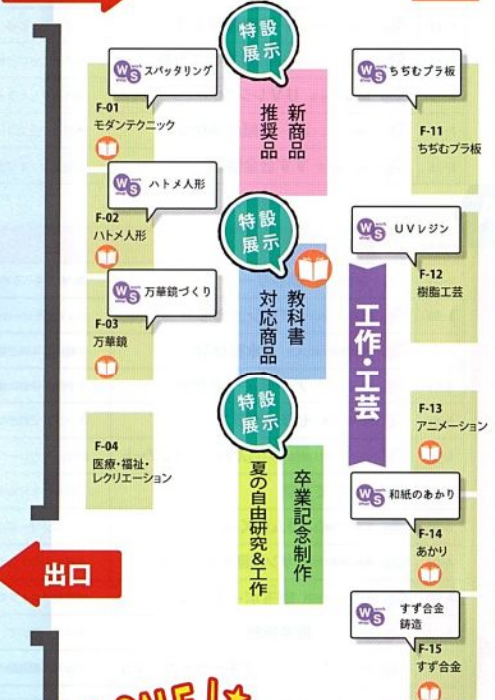 特設
展示
WS スパッタリング
F-01
モダンテクニック
新商品
推奨品
WS ちぢむプラ板
F-11
ちぢむプラ板
WS ハトメ人形
F-02
ハトメ人形
特設
展示
教科書
対応商品
WS UVレジン
F-12
樹脂工芸
WS 万華鏡づくり
F-03
万華鏡
工作・工芸
特設
展示
卒業記念制作
夏の自由研究&工作
F-04
医療・福祉・
レクリエーション
F-13
アニメーション
WS 和紙のあかり
F-14
あかり
出口
WS すず合金
鋳造
F-15
すず合金